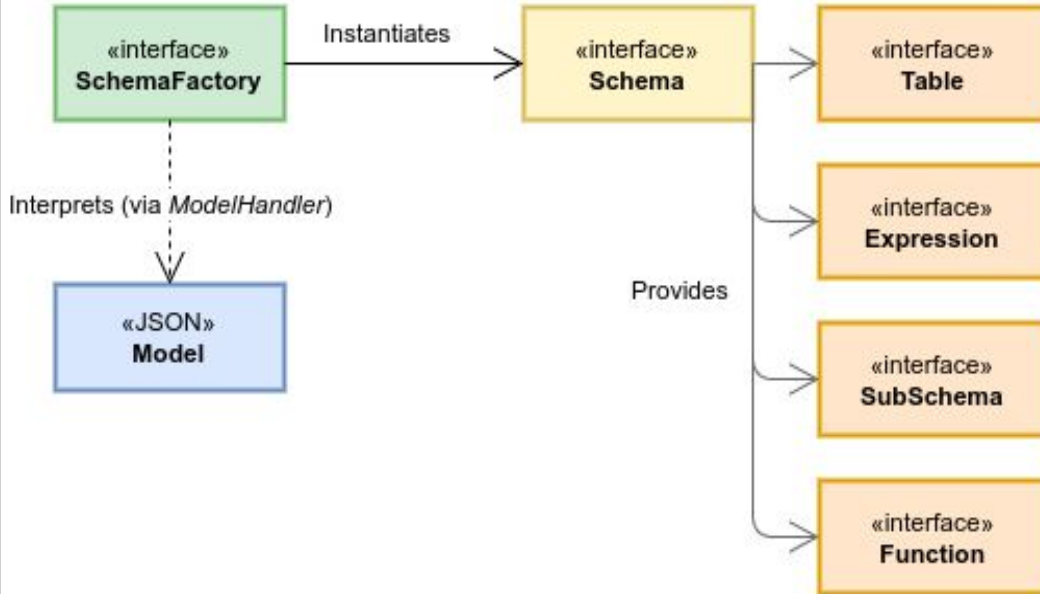 «interface»
SchemaFactory
Instantiates
«interface»
Schema
«interface»
Table
Interprets (via ModelHandler)
«interface»
Expression
Provides
«JSON»
Model
«interface»
SubSchema
«interface»
Function